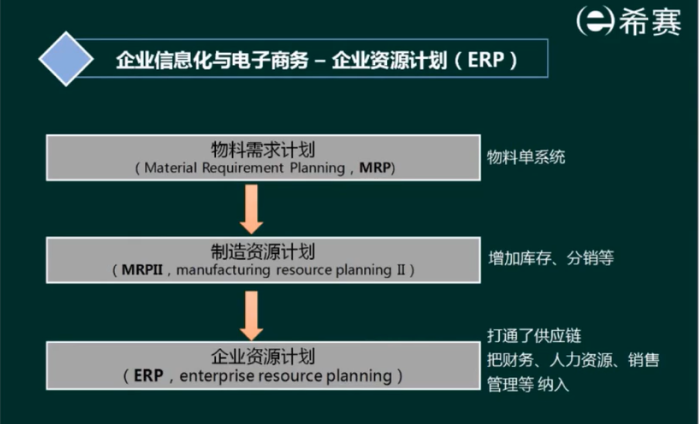 希赛
企业信息化与电子商务 – 企业资源计划（ERP）
物料需求计划
（Material Requirement Planning，MRP)
物料单系统
制造资源计划
（MRPII，manufacturing resource planning II）
增加库存、分销等
企业资源计划
（ERP，enterprise resource planning）
打通了供应链
把财务、人力资源、销售
管理等 纳入